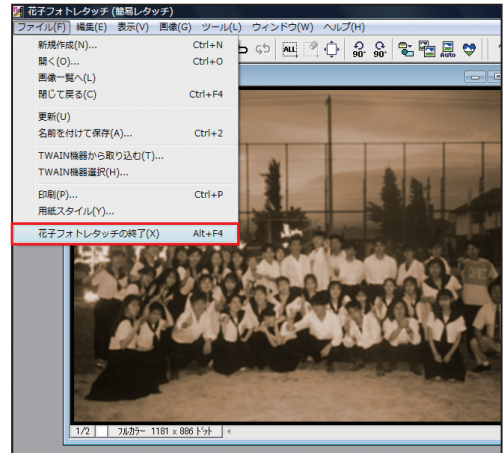 花子フォトレタッチ (簡易レタッチ)
ファイル(F) 編集(E) 表示(V) 画像(G) ツール(L) ウィンドウ(W) ヘルプ(H)
新規作成(N)... Ctrl+N
開く(O)... Ctrl+O
画像一覧へ(L)
閉じて戻る(C) Ctrl+F4
更新(U)
名前を付けて保存(A)... Ctrl+2
TWAIN機器から取り込む(T)...
TWAIN機器選択(H)...
印刷(P)... Ctrl+P
用紙スタイル(Y)...
花子フォトレタッチの終了(X) Alt+F4
ALL 90° 90° Auto
1/2 フルカラー 1181 x 886 ドット